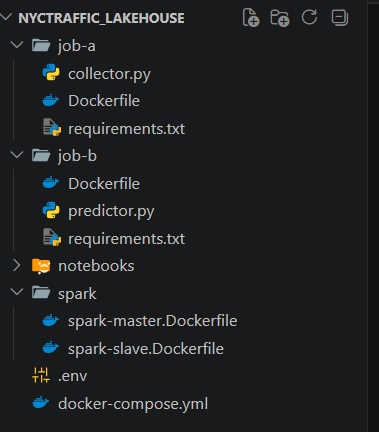 NYCTRAFFIC_LAKEHOUSE
job-a
collector.py
Dockerfile
requirements.txt
job-b
Dockerfile
predictor.py
requirements.txt
notebooks
spark
spark-master.Dockerfile
spark-slave.Dockerfile
.env
docker-compose.yml